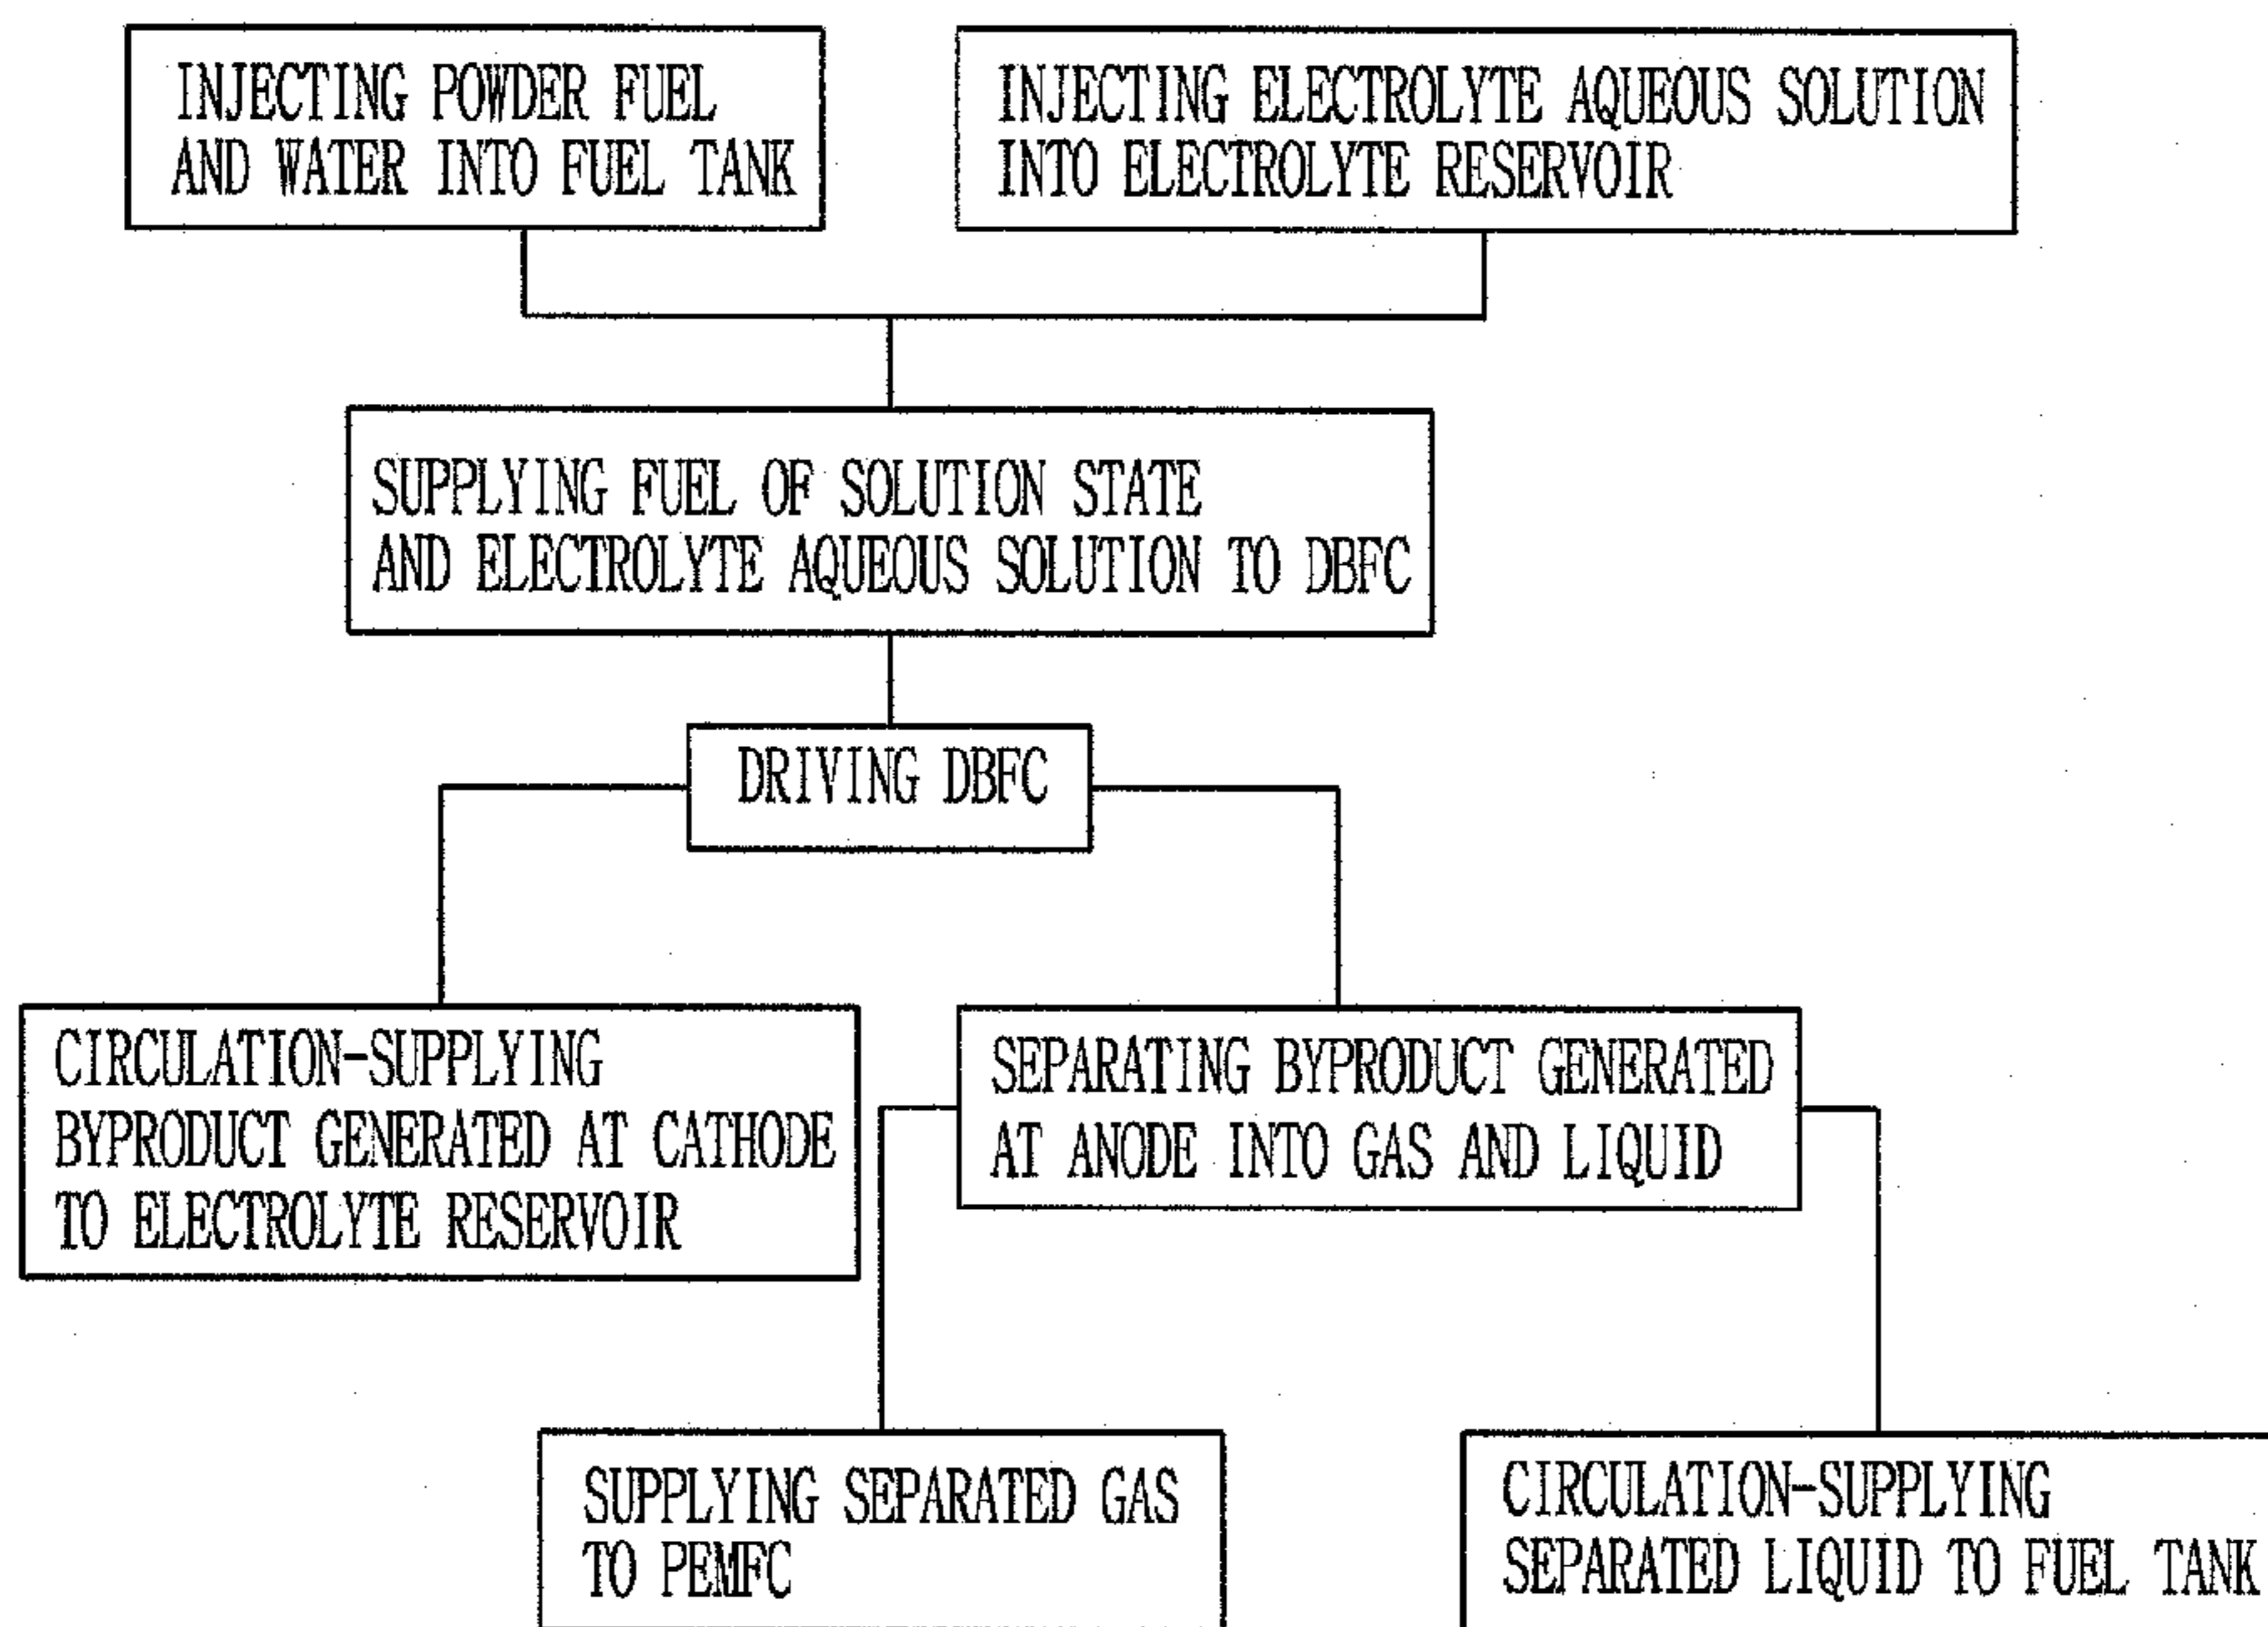 INJECTING POWDER FUEL
AND WATER INTO FUEL TANK
INJECTING ELECTROLYTE AQUEOUS SOLUTION
INTO ELECTROLYTE RESERVOIR
SUPPLYING FUEL OF SOLUTION STATE
AND ELECTROLYTE AQUEOUS SOLUTION TO DBFC
DRIVING DBFC
CIRCULATION-SUPPLYING
BYPRODUCT GENERATED AT CATHODE
TO ELECTROLYTE RESERVOIR
SEPARATING BYPRODUCT GENERATED
AT ANODE INTO GAS AND LIQUID
SUPPLYING SEPARATED GAS
TO PEMFC
CIRCULATION-SUPPLYING
SEPARATED LIQUID TO FUEL TANK